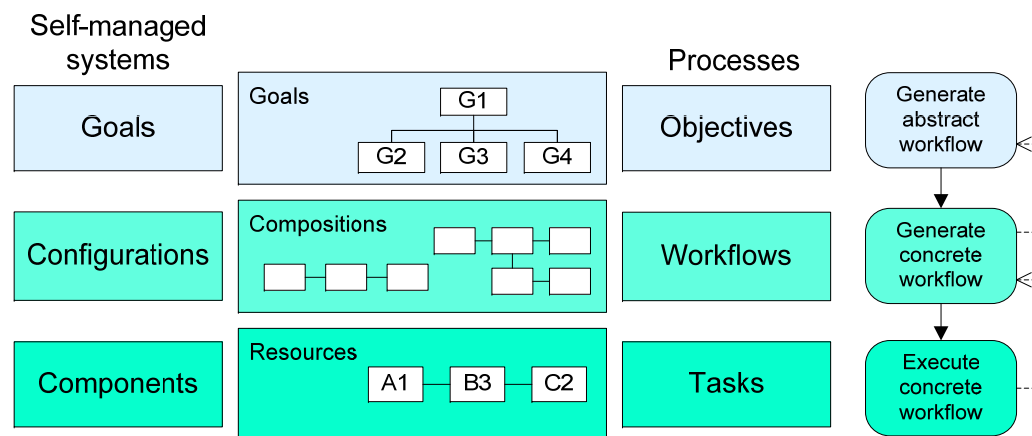 Self-managed
systems
Processes
Goals
Goals
G1
G2
G3
G4
Objectives
Generate
abstract
workflow
Configurations
Compositions
Workflows
Generate
concrete
workflow
Components
Resources
A1
B3
C2
Tasks
Execute
concrete
workflow